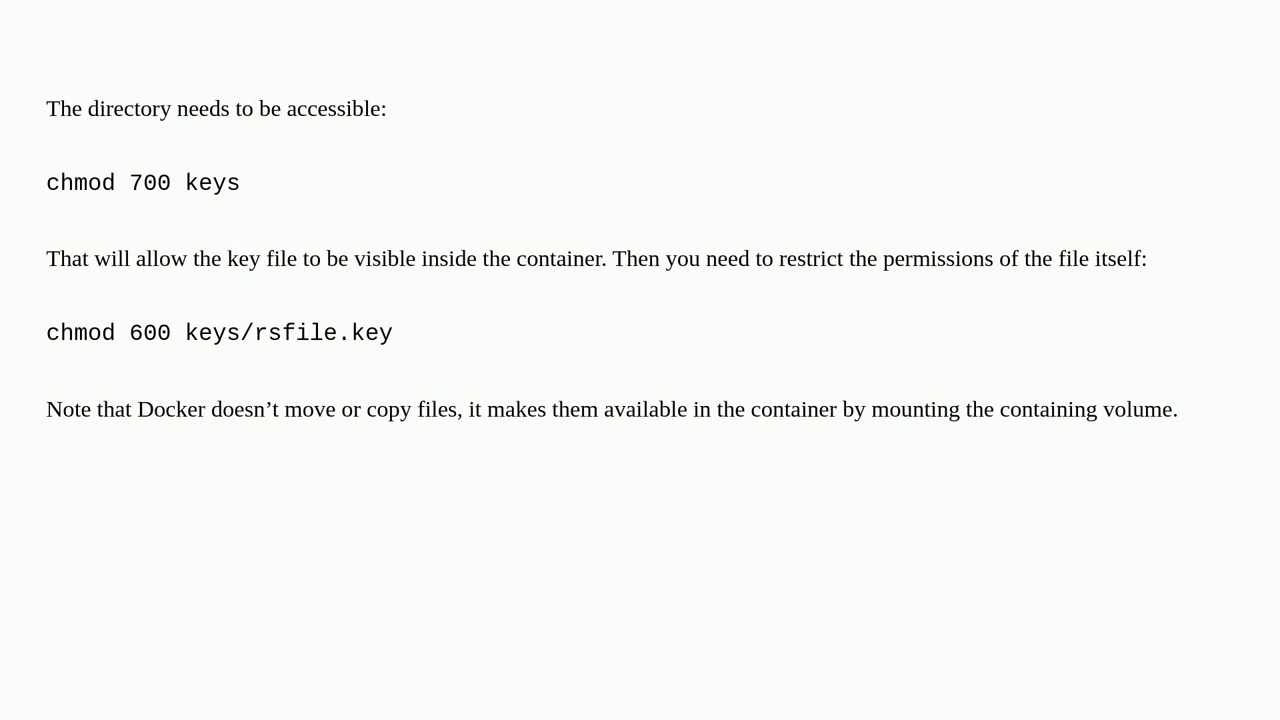 The directory needs to be accessible:
chmod 700 keys
That will allow the key file to be visible inside the container. Then you need to restrict the permissions of the file itself:
chmod 600 keys/rsfile.key
Note that Docker doesn’t move or copy files, it makes them available in the container by mounting the containing volume.